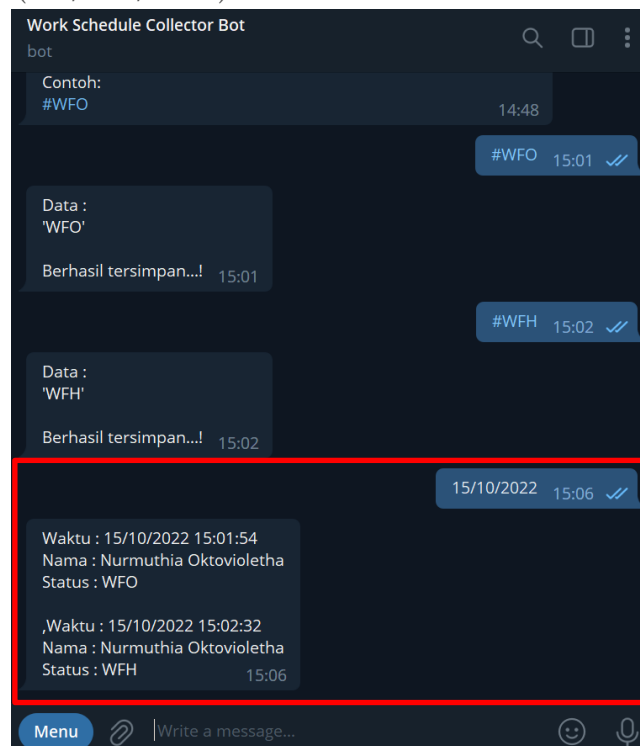 Work Schedule Collector Bot
bot
Contoh:
#WFO
14:48
#WFO 15:01
Data :
'WFO'
Berhasil tersimpan...! 15:01
#WFH 15:02
Data :
'WFH'
Berhasil tersimpan...! 15:02
15/10/2022 15:06
Waktu : 15/10/2022 15:01:54
Nama : Nurmuthia Oktovioletha
Status : WFO
,Waktu : 15/10/2022 15:02:32
Nama : Nurmuthia Oktovioletha
Status : WFH 15:06
Menu Write a message...